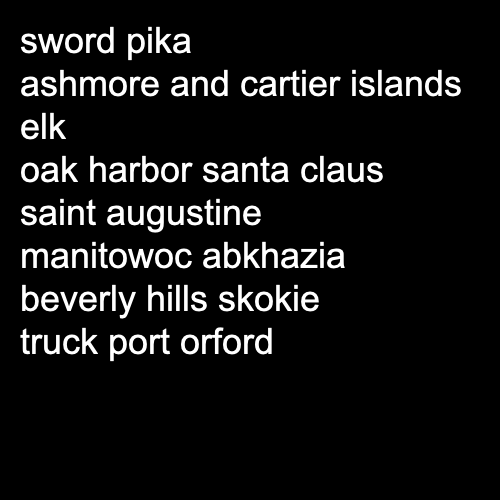 sword pika
ashmore and cartier islands
elk
oak harbor santa claus
saint augustine
manitowoc abkhazia
beverly hills skokie
truck port orford